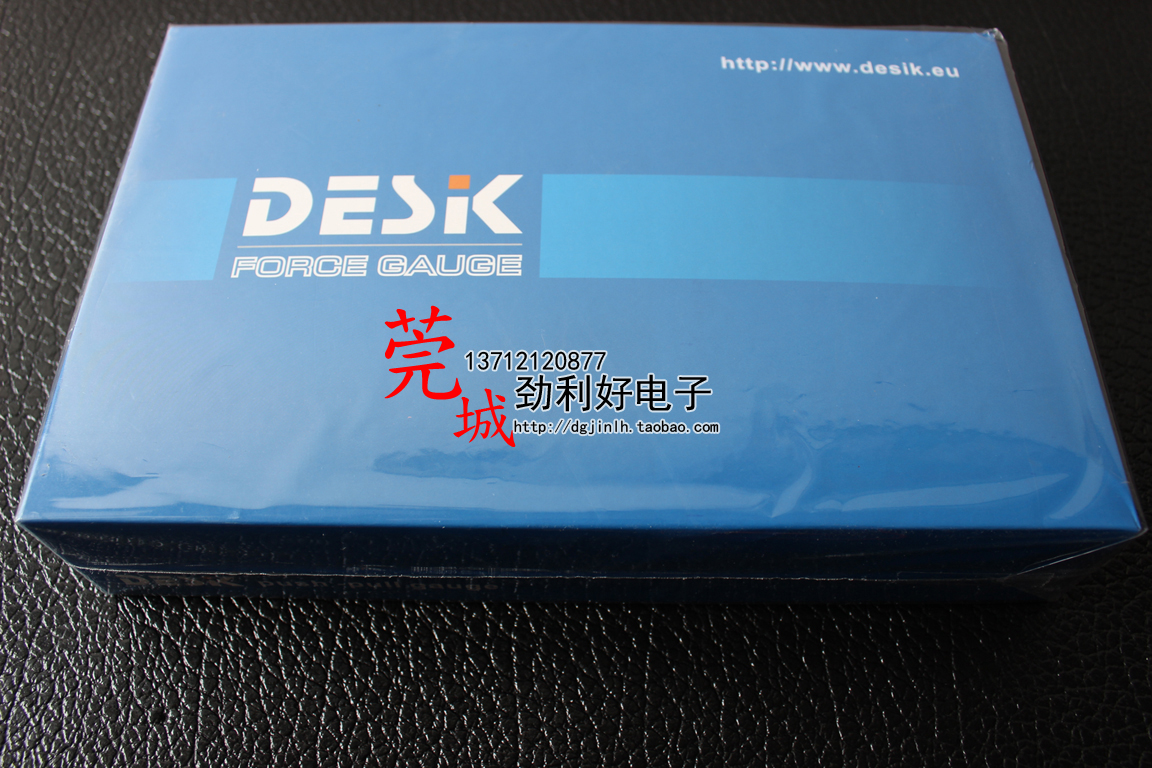 http://www.desik.eu
DESiK
FORCE GAUGE
莞城
13712120877
劲利好电子
http://dgjinlh.taobao.com